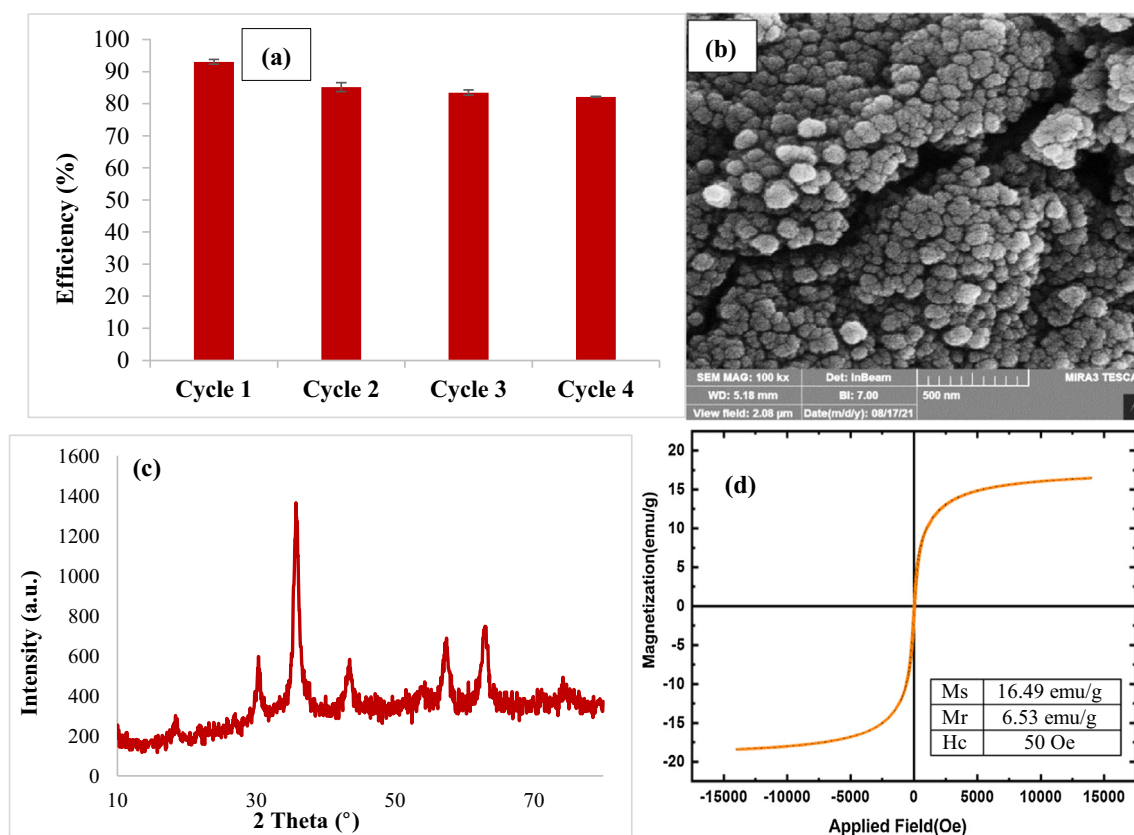 100
90
80
70
60
50
40
30
20
10
0
Efficiency (%)
(a)
Cycle 1 Cycle 2 Cycle 3 Cycle 4
(b)
SEM MAG: 100 kx Det: InBeam MIRA3 TESCA
WD: 5.18 mm BI: 7.00 500 nm
View field: 2.08 µm Date(m/d/y): 08/17/21
1600
1400
1200
1000
800
600
400
200
0
Intensity (a.u.)
(c)
10 30 50 70
2 Theta (°)
20
15
10
5
0
-5
-10
-15
-20
Magnetization(emu/g)
(d)
Ms 16.49 emu/g
Mr 6.53 emu/g
Hc 50 Oe
-15000 -10000 -5000 0 5000 10000 15000
Applied Field(Oe)